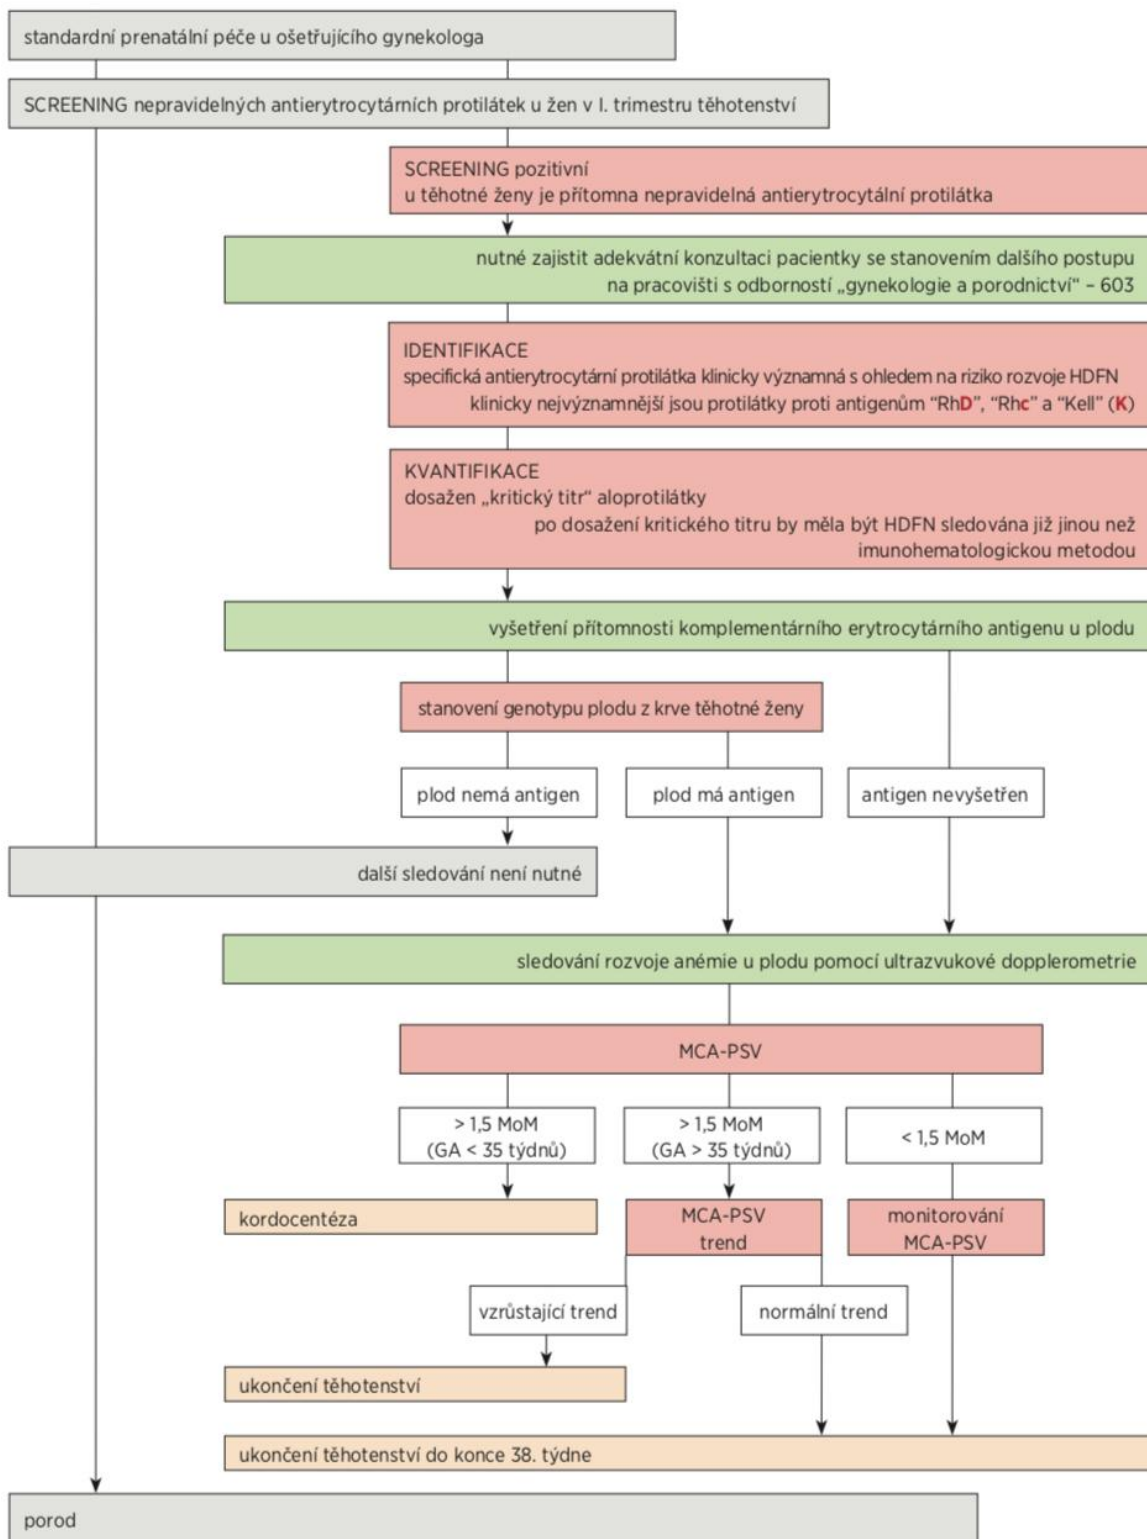 standardní prenatální péče u ošetřujícího gynekologa
SCREENING nepravidelných antierytrocytárních protilátek u žen v I. trimestru těhotenství
SCREENING pozitivní
u těhotné ženy je přítomna nepravidelná antierytrocytální protilátka
nutné zajistit adekvátní konzultaci pacientky se stanovením dalšího postupu
na pracovišti s odborností „gynekologie a porodnictví“ – 603
IDENTIFIKACE
specifická antierytrocytární protilátka klinicky významná s ohledem na riziko rozvoje HDFN
klinicky nejvýznamnější jsou protilátky proti antigenům “RhD”, “Rhc” a “Kell” (K)
KVANTIFIKACE
dosažen „kritický titr“ aloprotilátky
po dosažení kritického titru by měla být HDFN sledována již jinou než
imunohematologickou metodou
vyšetření přítomnosti komplementárního erytrocytárního antigenu u plodu
stanovení genotypu plodu z krve těhotné ženy
plod nemá antigen
plod má antigen
antigen nevyšetřen
další sledování není nutné
sledování rozvoje anémie u plodu pomocí ultrazvukové dopplerometrie
MCA-PSV
> 1,5 MoM
(GA < 35 týdnů)
> 1,5 MoM
(GA > 35 týdnů)
< 1,5 MoM
kordocentéza
MCA-PSV
trend
monitorování
MCA-PSV
vzrůstající trend
normální trend
ukončení těhotenství
ukončení těhotenství do konce 38. týdne
porod